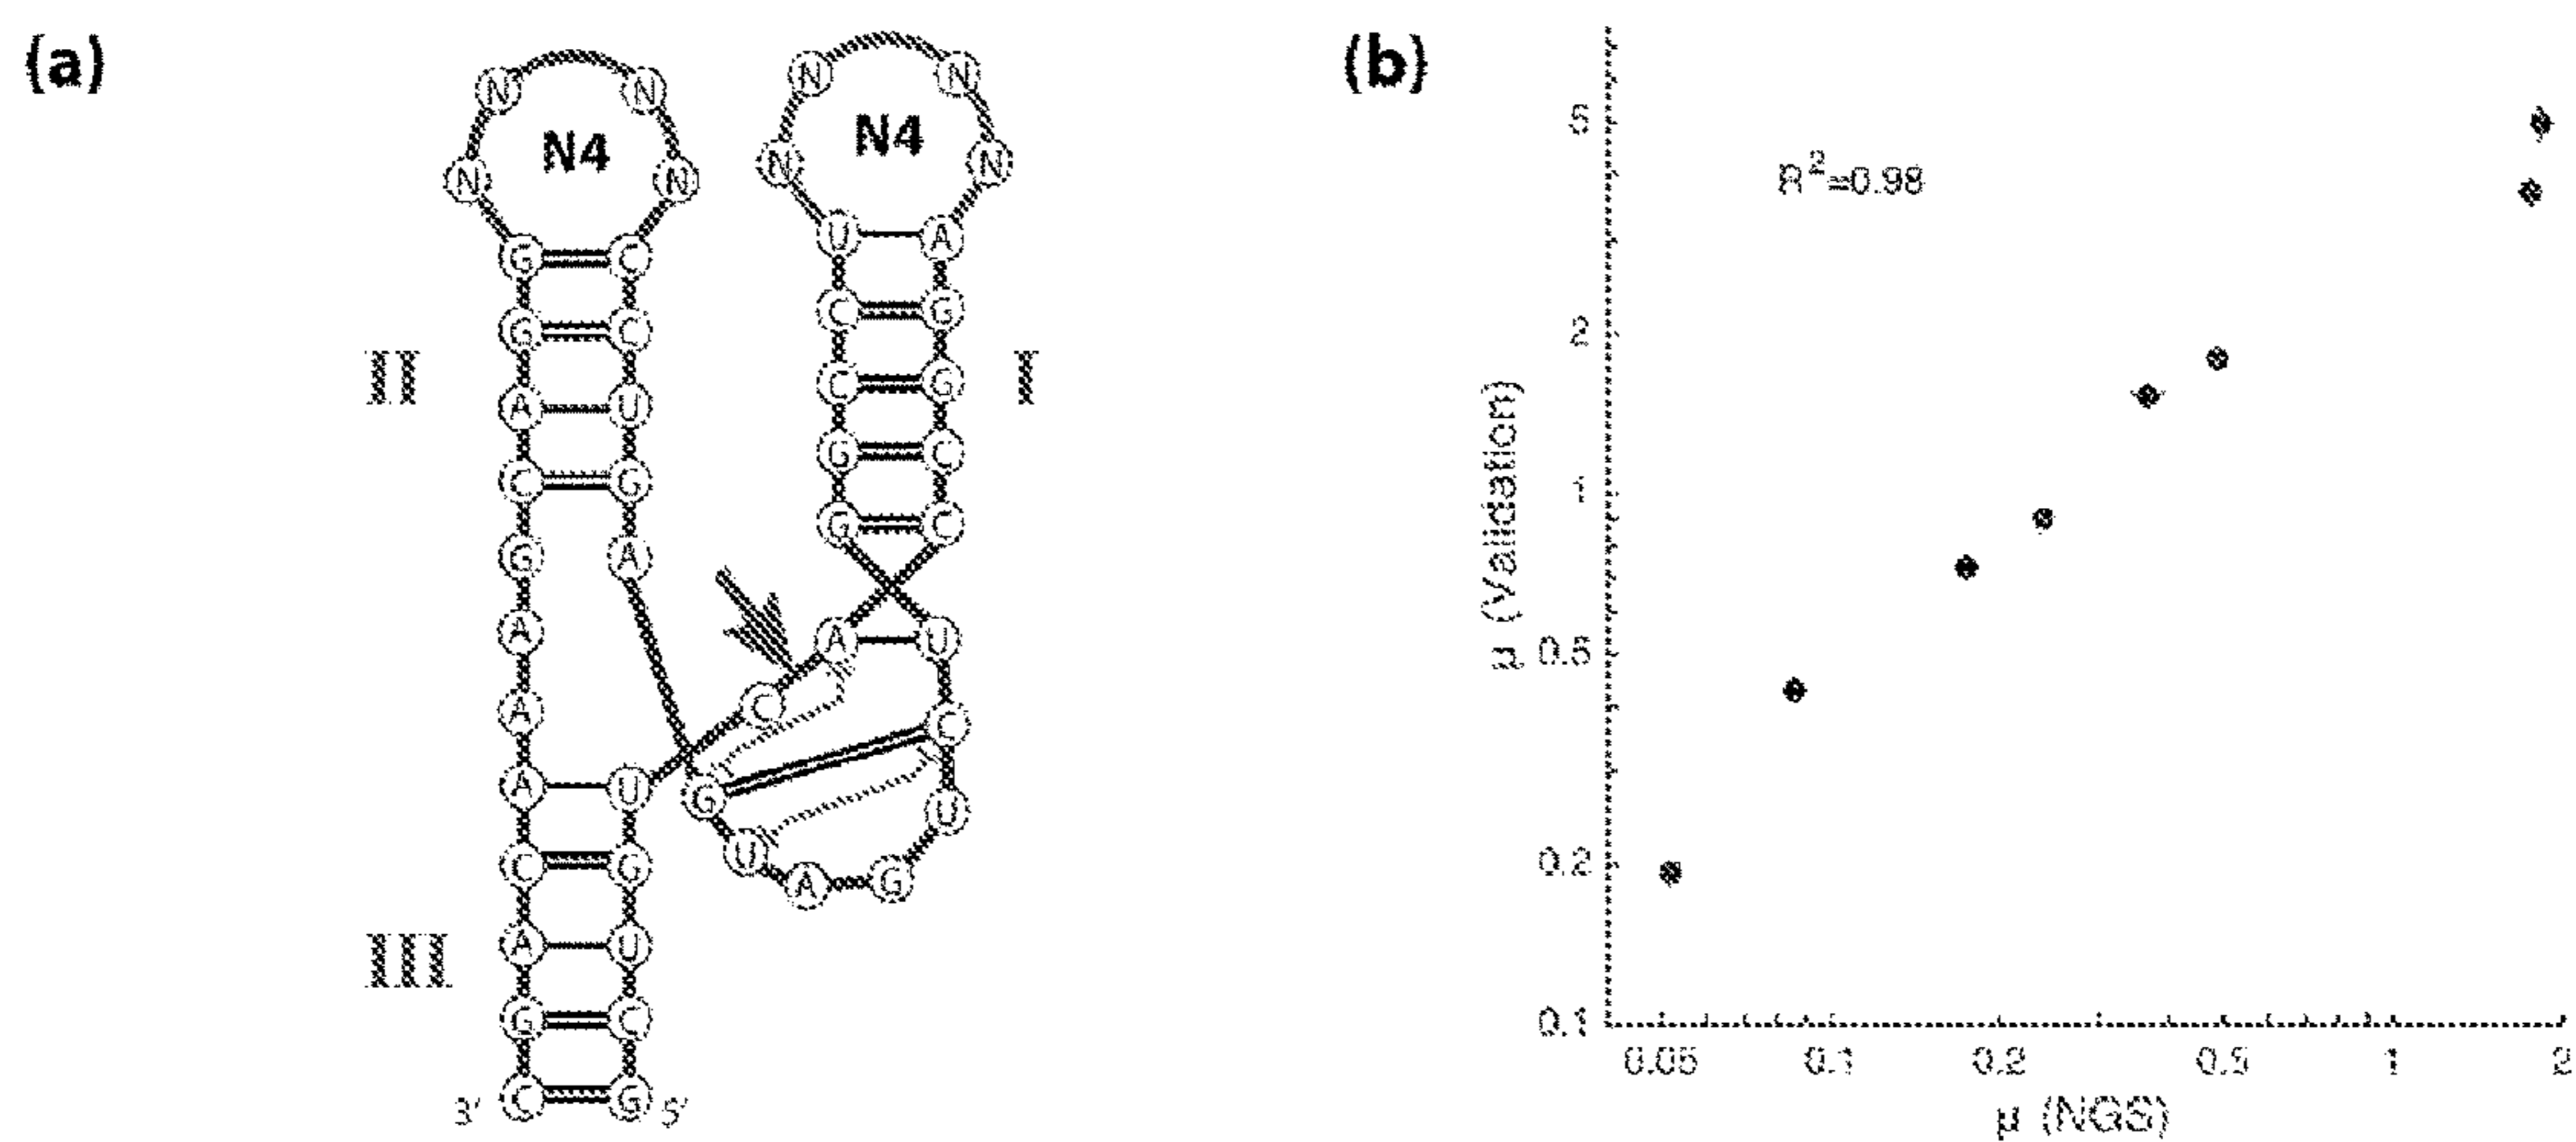 (a)
N N
N4
N N
G C
G C
A U
C G
G A
A
A
A U
C G
A U
G C
3' C G 5'
II
III
N N
N4
N N
U A
C G
C G
G C
G C
I
A U
C C
G U
U A G
(b)
R²=0.98
5
2
1
0.5
0.2
0.1
μ (Validation)
0.05 0.1 0.2 0.5 1 2
μ (NGS)